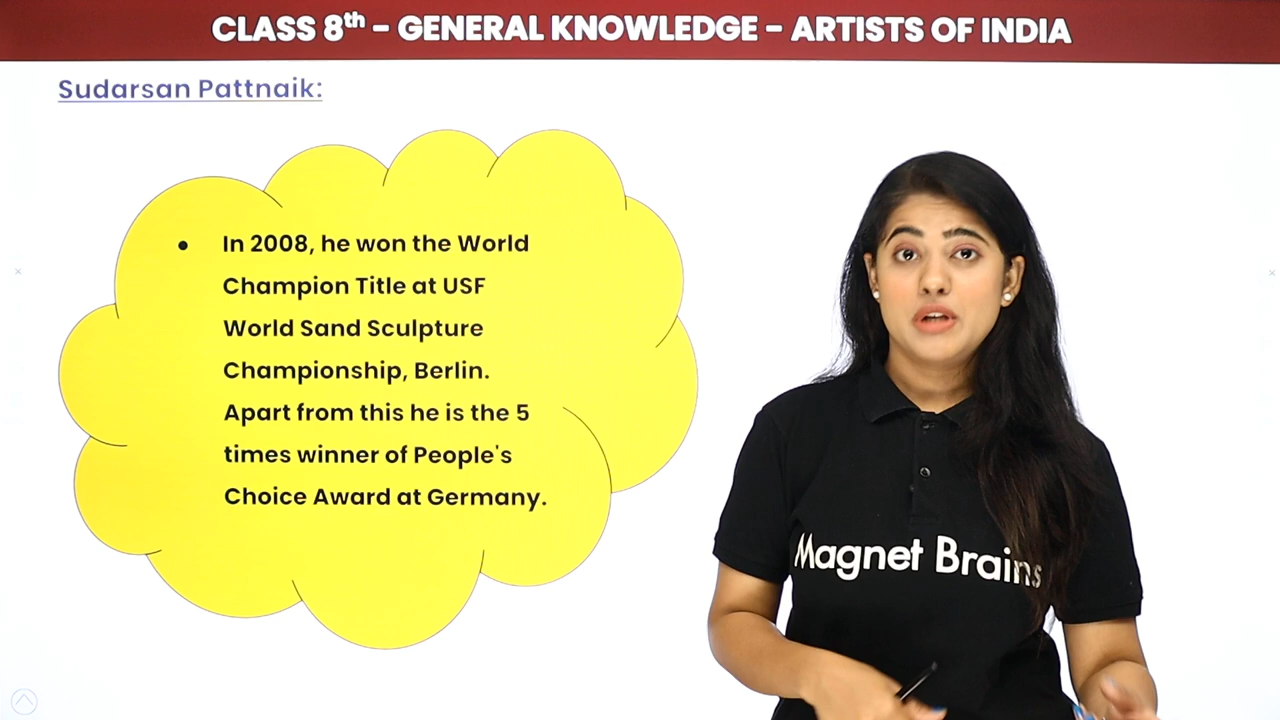 CLASS 8th - GENERAL KNOWLEDGE - ARTISTS OF INDIA
Sudarsan Pattnaik:
• In 2008, he won the World
Champion Title at USF
World Sand Sculpture
Championship, Berlin.
Apart from this he is the 5
times winner of People's
Choice Award at Germany.
Magnet Brains